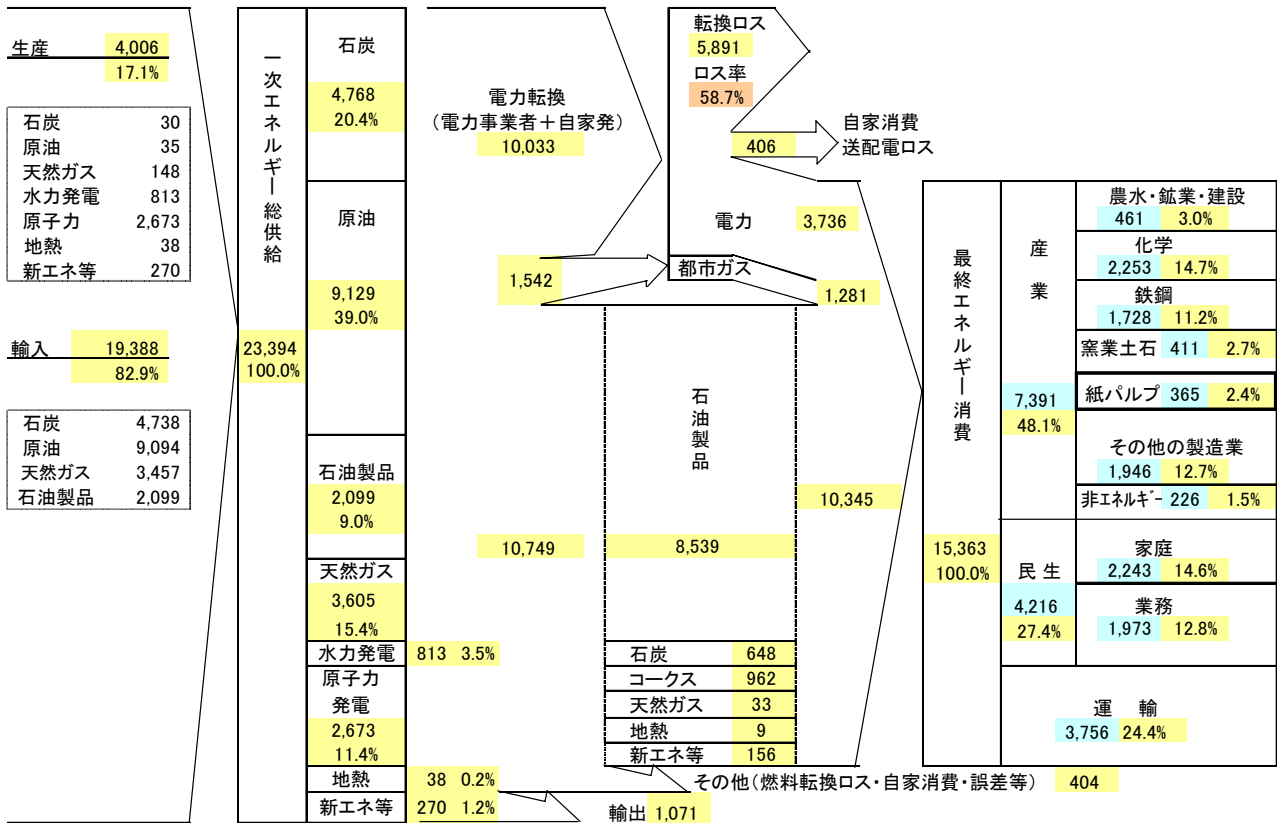 生産 4,006
17.1%
石炭 30
原油 35
天然ガス 148
水力発電 813
原子力 2,673
地熱 38
新エネ等 270
輸入 19,388
82.9%
石炭 4,738
原油 9,094
天然ガス 3,457
石油製品 2,099
一次エネルギー総供給
23,394
100.0%
石炭
4,768
20.4%
原油
9,129
39.0%
石油製品
2,099
9.0%
天然ガス
3,605
15.4%
水力発電 813 3.5%
原子力
発電
2,673
11.4%
地熱 38 0.2%
新エネ等 270 1.2%
電力転換
(電力事業者+自家発)
10,033
1,542
10,749
転換ロス
5,891
ロス率
58.7%
406
自家消費
送配電ロス
電力 3,736
都市ガス
1,281
石油製品
8,539
10,345
石炭 648
コークス 962
天然ガス 33
地熱 9
新エネ等 156
その他(燃料転換ロス・自家消費・誤差等) 404
輸出 1,071
最終エネルギー消費
15,363
100.0%
産業
7,391
48.1%
農水・鉱業・建設
461 3.0%
化学
2,253 14.7%
鉄鋼
1,728 11.2%
窯業土石 411 2.7%
紙パルプ 365 2.4%
その他の製造業
1,946 12.7%
非エネルギー 226 1.5%
民生
4,216
27.4%
家庭
2,243 14.6%
業務
1,973 12.8%
運輸
3,756 24.4%